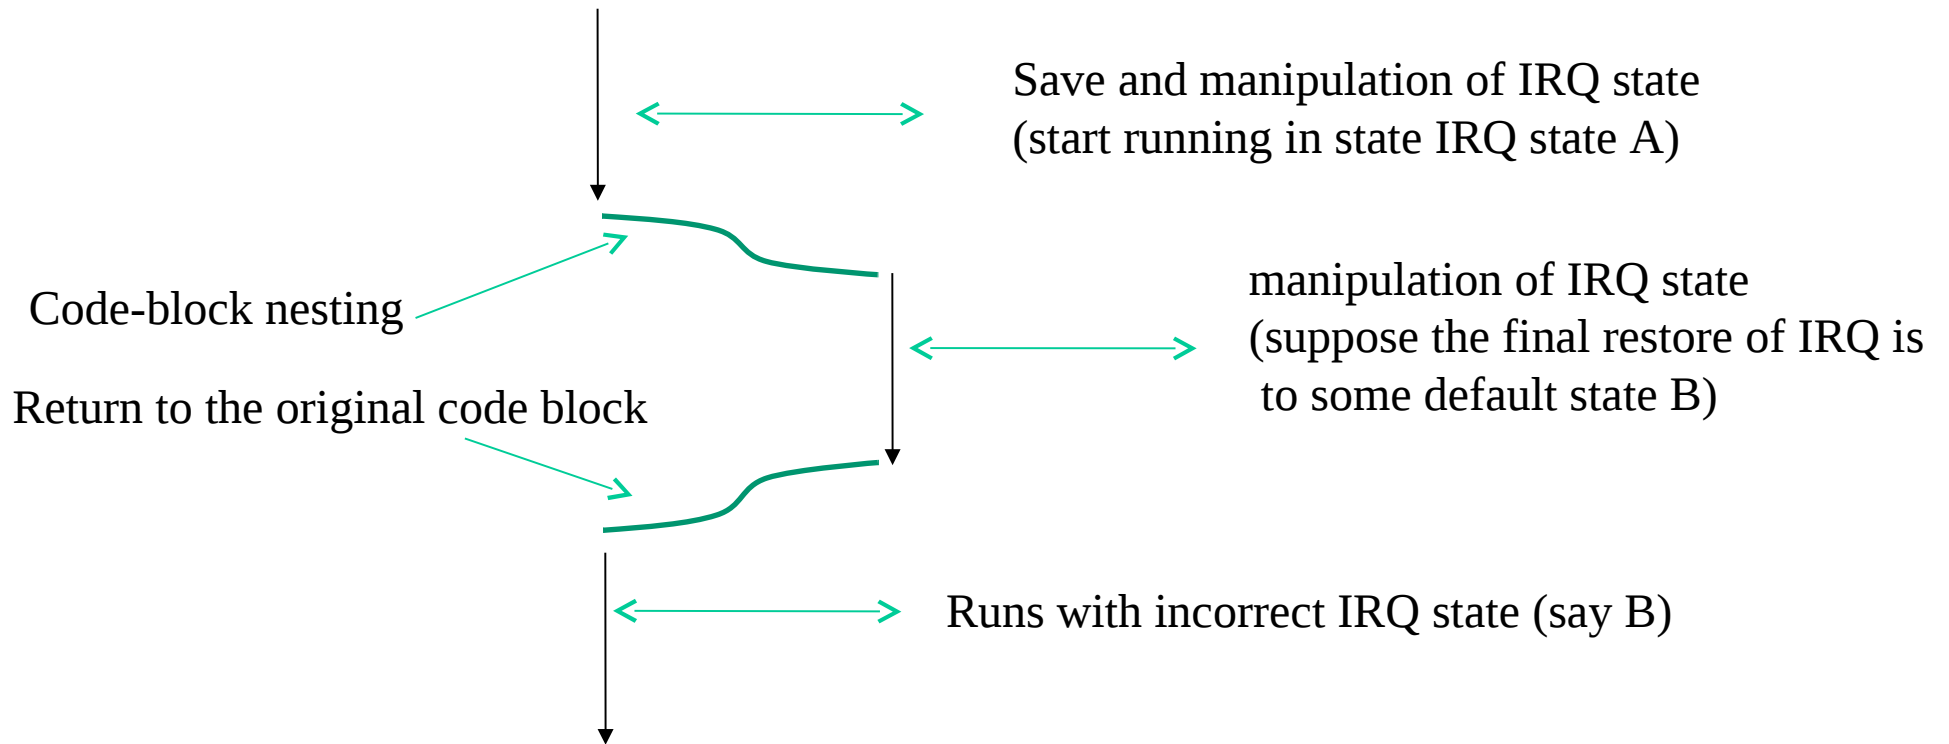 Save and manipulation of IRQ state
(start running in state IRQ state A)
Code-block nesting
manipulation of IRQ state
(suppose the final restore of IRQ is
to some default state B)
Return to the original code block
Runs with incorrect IRQ state (say B)